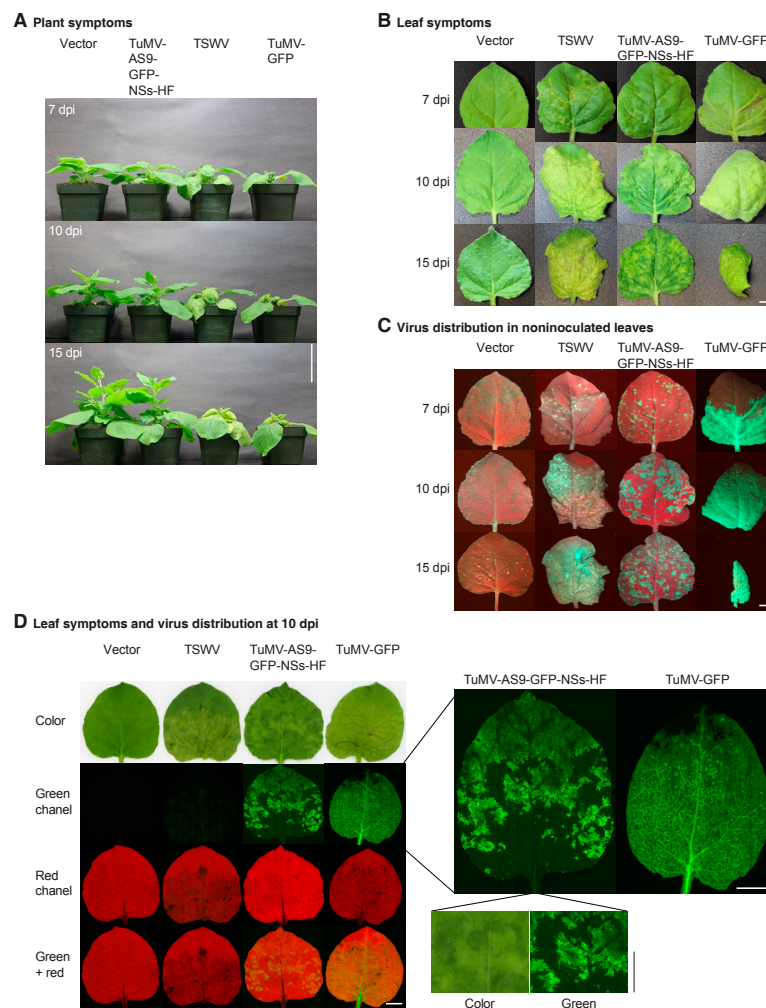 A Plant symptoms
Vector
TuMV-
AS9-
GFP-
NSs-HF
TSWV
TuMV-
GFP
7 dpi
10 dpi
15 dpi
B Leaf symptoms
Vector
TSWV
TuMV-AS9-
GFP-NSs-HF
TuMV-GFP
7 dpi
10 dpi
15 dpi
C Virus distribution in noninoculated leaves
Vector
TSWV
TuMV-AS9-
GFP-NSs-HF
TuMV-GFP
7 dpi
10 dpi
15 dpi
D Leaf symptoms and virus distribution at 10 dpi
Vector
TSWV
TuMV-AS9-
GFP-NSs-HF
TuMV-GFP
Color
Green
chanel
Red
chanel
Green
+ red
TuMV-AS9-GFP-NSs-HF
TuMV-GFP
Color
Green